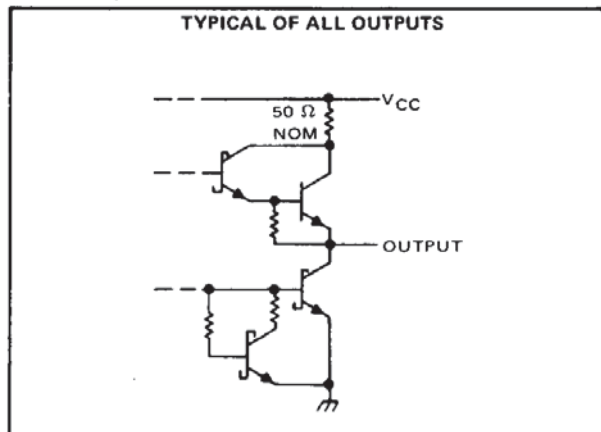 TYPICAL OF ALL OUTPUTS
VCC
50 Ω
NOM
OUTPUT